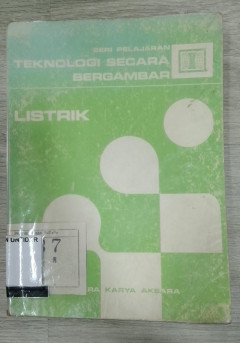 SERI PELAJARAN
TEKNOLOGI SECARA
BERGAMBAR
1
LISTRIK
7
KARYA AKSARA